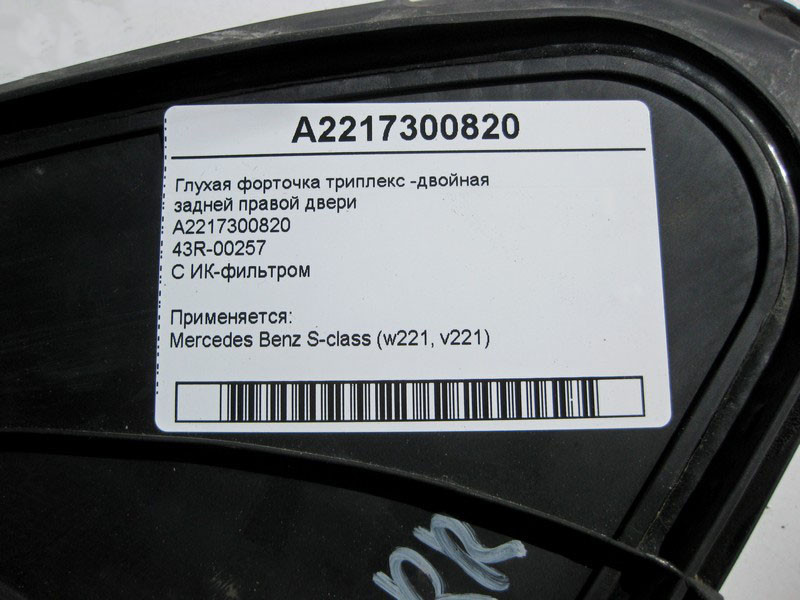 A2217300820
Глухая форточка триплекс -двойная
задней правой двери
A2217300820
43R-00257
С ИК-фильтром
Применяется:
Mercedes Benz S-class (w221, v221)
RR